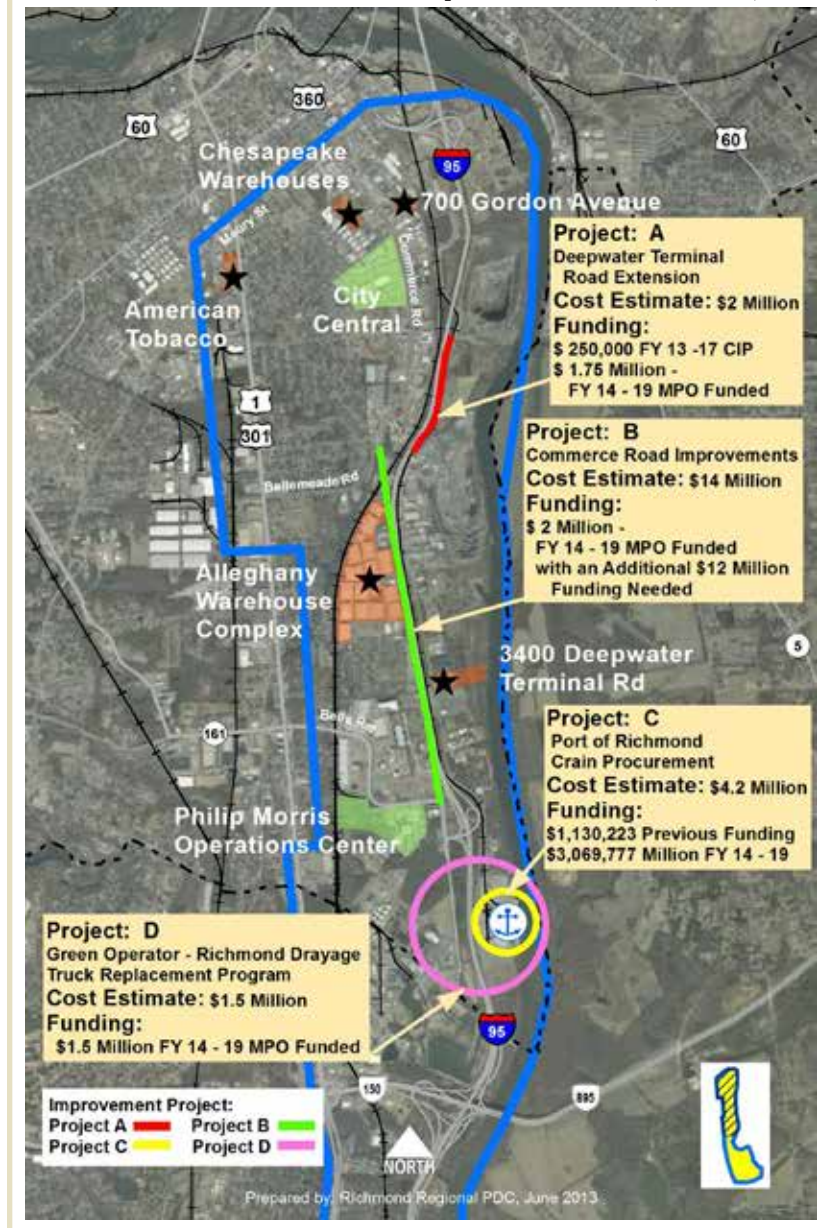 360
60
60
Chesapeake
Warehouses
95
700 Gordon Avenue
Maury St
Commerce Rd
American
Tobacco
City
Central
Project: A
Deepwater Terminal
Road Extension
Cost Estimate: $2 Million
Funding:
$ 250,000 FY 13 -17 CIP
$ 1.75 Million -
FY 14 - 19 MPO Funded
1
301
Bellemeade Rd
Project: B
Commerce Road Improvements
Cost Estimate: $14 Million
Funding:
$ 2 Million -
FY 14 - 19 MPO Funded
with an Additional $12 Million
Funding Needed
Alleghany
Warehouse
Complex
5
3400 Deepwater
Terminal Rd
161
Bells Rd
Project: C
Port of Richmond
Crain Procurement
Cost Estimate: $4.2 Million
Funding:
$1,130,223 Previous Funding
$3,069,777 Million FY 14 - 19
Philip Morris
Operations Center
Project: D
Green Operator - Richmond Drayage
Truck Replacement Program
Cost Estimate: $1.5 Million
Funding:
$1.5 Million FY 14 - 19 MPO Funded
95
150
895
Improvement Project:
Project A Project B
Project C Project D
NORTH
Prepared by: Richmond Regional PDC, June 2013